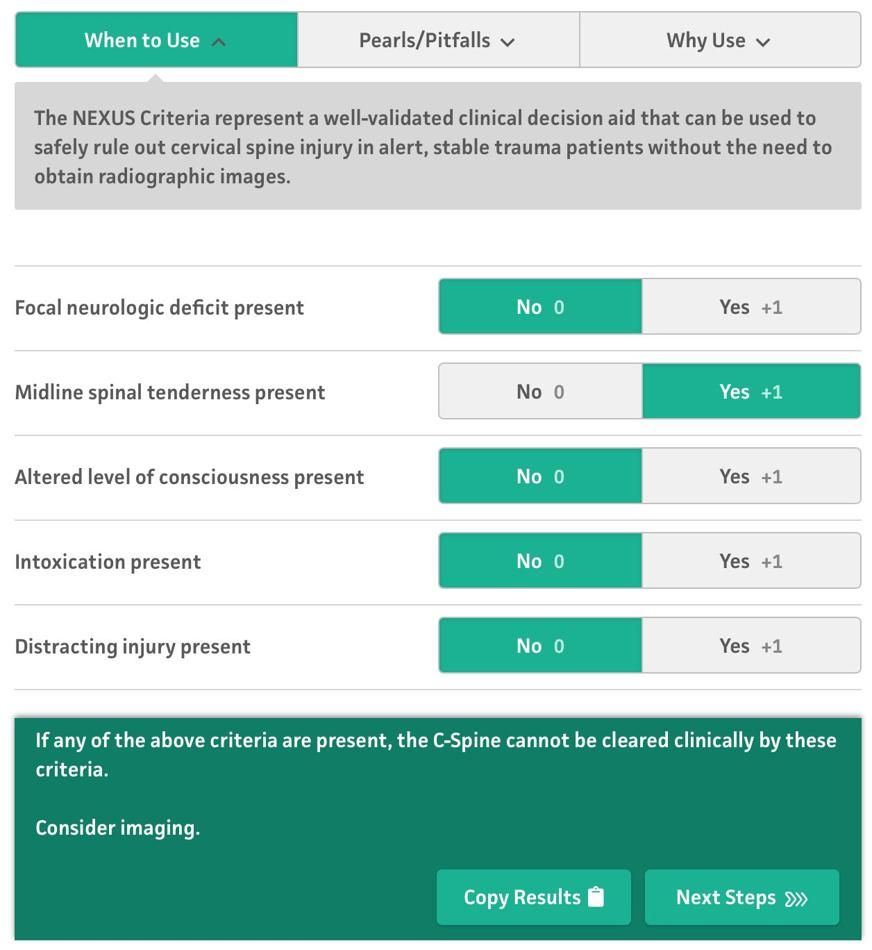 When to Use
Pearls/Pitfalls
Why Use
The NEXUS Criteria represent a well-validated clinical decision aid that can be used to
safely rule out cervical spine injury in alert, stable trauma patients without the need to
obtain radiographic images.
Focal neurologic deficit present
No 0
Yes +1
Midline spinal tenderness present
No 0
Yes +1
Altered level of consciousness present
No 0
Yes +1
Intoxication present
No 0
Yes +1
Distracting injury present
No 0
Yes +1
If any of the above criteria are present, the C-Spine cannot be cleared clinically by these
criteria.
Consider imaging.
Copy Results
Next Steps